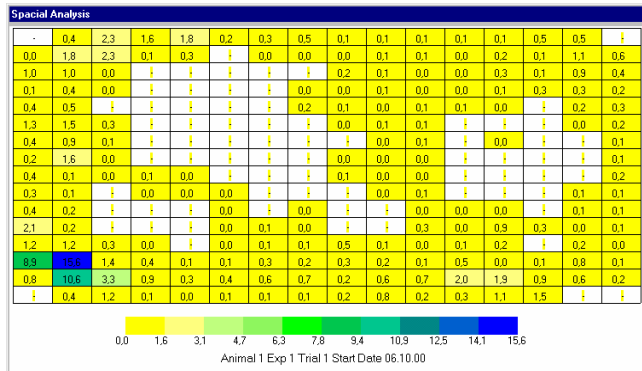 Spacial Analysis
- 0,4 2,3 1,6 1,8 0,2 0,3 0,5 0,1 0,1 0,1 0,1 0,1 0,5 0,5 -
0,0 1,8 2,3 0,1 0,3 - 0,0 0,0 0,1 0,1 0,1 0,0 0,2 0,1 1,1 0,6
1,0 1,0 0,0 - - - - - 0,2 0,1 0,0 0,0 0,3 0,1 0,9 0,4
0,1 0,4 0,0 - - - - 0,0 0,0 0,1 0,0 0,0 0,1 0,3 0,3 0,2
0,4 0,5 - - - - - 0,2 0,1 0,0 0,1 0,1 0,0 - 0,2 0,3
1,3 1,5 0,3 - - - - - 0,0 0,1 0,1 - - - 0,0 0,2
0,4 0,9 0,1 - - - - - - 0,0 0,1 - 0,0 - - 0,1
0,2 1,6 0,0 - - - - - 0,0 0,0 0,0 - - - - 0,1
0,4 0,1 0,0 0,1 0,0 - - - 0,1 0,0 0,0 - - - - 0,2
0,3 0,1 - 0,0 0,0 0,0 - - - 0,0 0,1 - - - 0,1 0,1
0,4 0,2 - - - 0,0 - 0,0 - - 0,0 0,0 0,0 - 0,1 0,1
2,1 0,2 - - - 0,0 0,1 0,0 - - 0,3 0,0 0,9 0,3 0,0 0,1
1,2 1,2 0,3 0,0 - 0,0 0,1 0,1 0,5 0,1 0,0 0,1 0,2 - 0,2 0,0
8,9 15,6 1,4 0,4 0,1 0,1 0,3 0,2 0,3 0,2 0,1 0,5 0,0 0,1 0,8 0,1
0,8 10,6 3,3 0,9 0,3 0,4 0,6 0,7 0,2 0,6 0,7 2,0 1,9 0,9 0,6 0,2
- 0,4 1,2 0,1 0,0 0,1 0,1 0,1 0,2 0,8 0,2 0,3 1,1 1,5 - -
0,0 1,6 3,1 4,7 6,3 7,8 9,4 10,9 12,5 14,1 15,6
Animal 1 Exp 1 Trial 1 Start Date 06.10.00